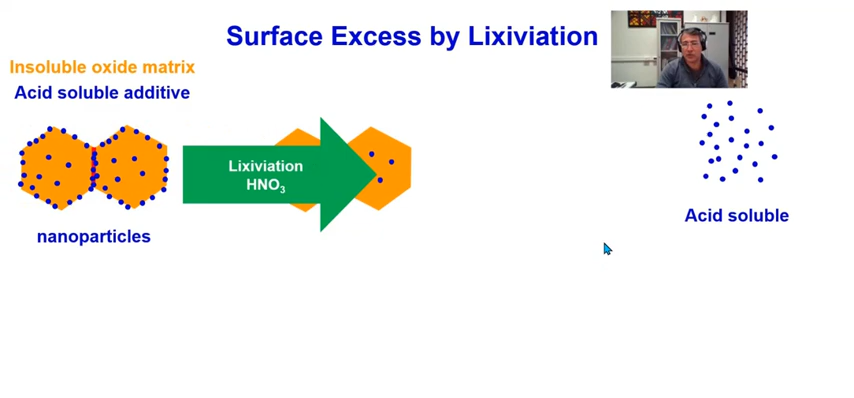 Surface Excess by Lixiviation
Insoluble oxide matrix
Acid soluble additive
Lixiviation
HNO₃
nanoparticles
Acid soluble